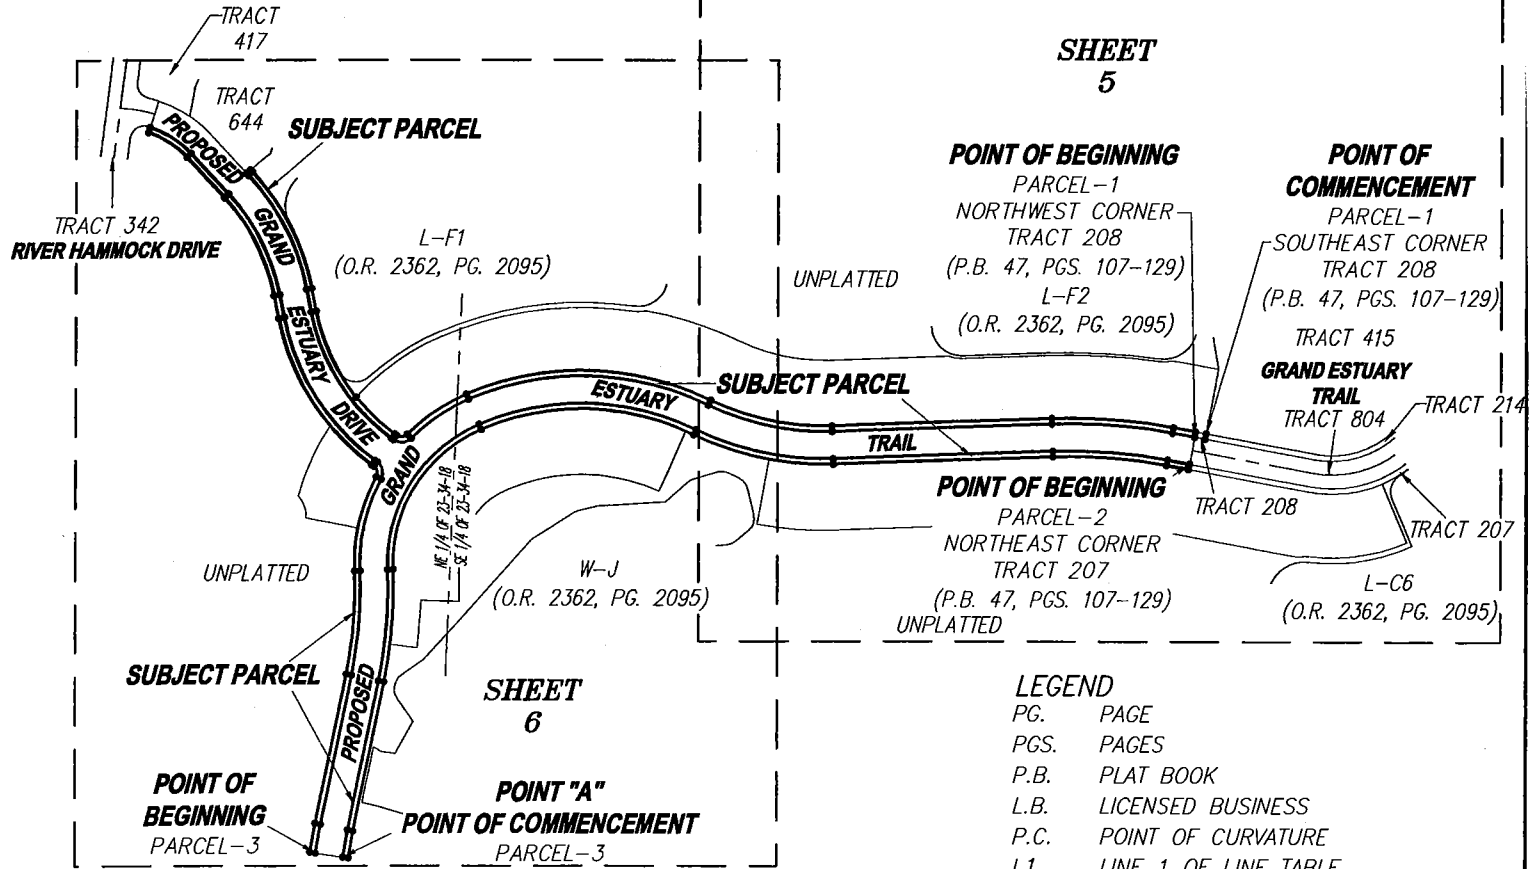 TRACT
417
TRACT
644
SUBJECT PARCEL
PROPOSED
GRAND
ESTUARY
DRIVE
TRACT 342
RIVER HAMMOCK DRIVE
L-F1
(O.R. 2362, PG. 2095)
SHEET
5
POINT OF BEGINNING
PARCEL-1
NORTHWEST CORNER
TRACT 208
(P.B. 47, PGS. 107-129)
L-F2
(O.R. 2362, PG. 2095)
POINT OF
COMMENCEMENT
PARCEL-1
SOUTHEAST CORNER
TRACT 208
(P.B. 47, PGS. 107-129)
TRACT 415
GRAND ESTUARY
TRAIL
TRACT 804
TRACT 214
UNPLATTED
SUBJECT PARCEL
GRAND
ESTUARY
TRAIL
NE 1/4 OF 23-34-18
SE 1/4 OF 23-34-18
POINT OF BEGINNING
PARCEL-2
NORTHEAST CORNER
TRACT 207
(P.B. 47, PGS. 107-129)
UNPLATTED
TRACT 208
TRACT 207
L-C6
(O.R. 2362, PG. 2095)
UNPLATTED
W-J
(O.R. 2362, PG. 2095)
SUBJECT PARCEL
PROPOSED
SHEET
6
POINT OF
BEGINNING
PARCEL-3
POINT "A"
POINT OF COMMENCEMENT
PARCEL-3
LEGEND
PG. PAGE
PGS. PAGES
P.B. PLAT BOOK
L.B. LICENSED BUSINESS
P.C. POINT OF CURVATURE
L1 LINE 1 OF LINE TABLE